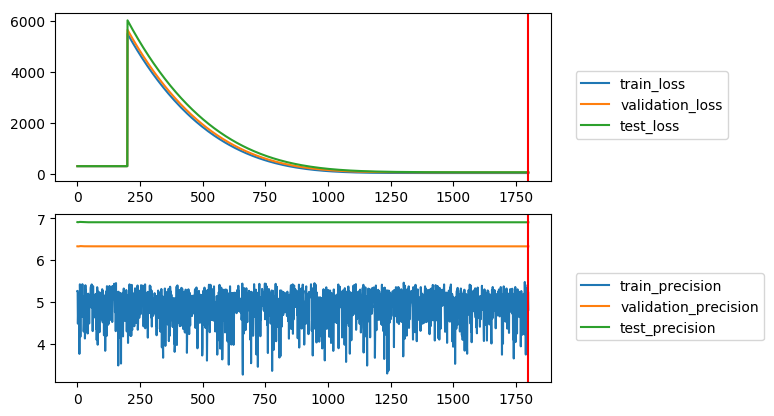 6000
4000
2000
0
0 250 500 750 1000 1250 1500 1750
train_loss
validation_loss
test_loss
7
6
5
4
0 250 500 750 1000 1250 1500 1750
train_precision
validation_precision
test_precision